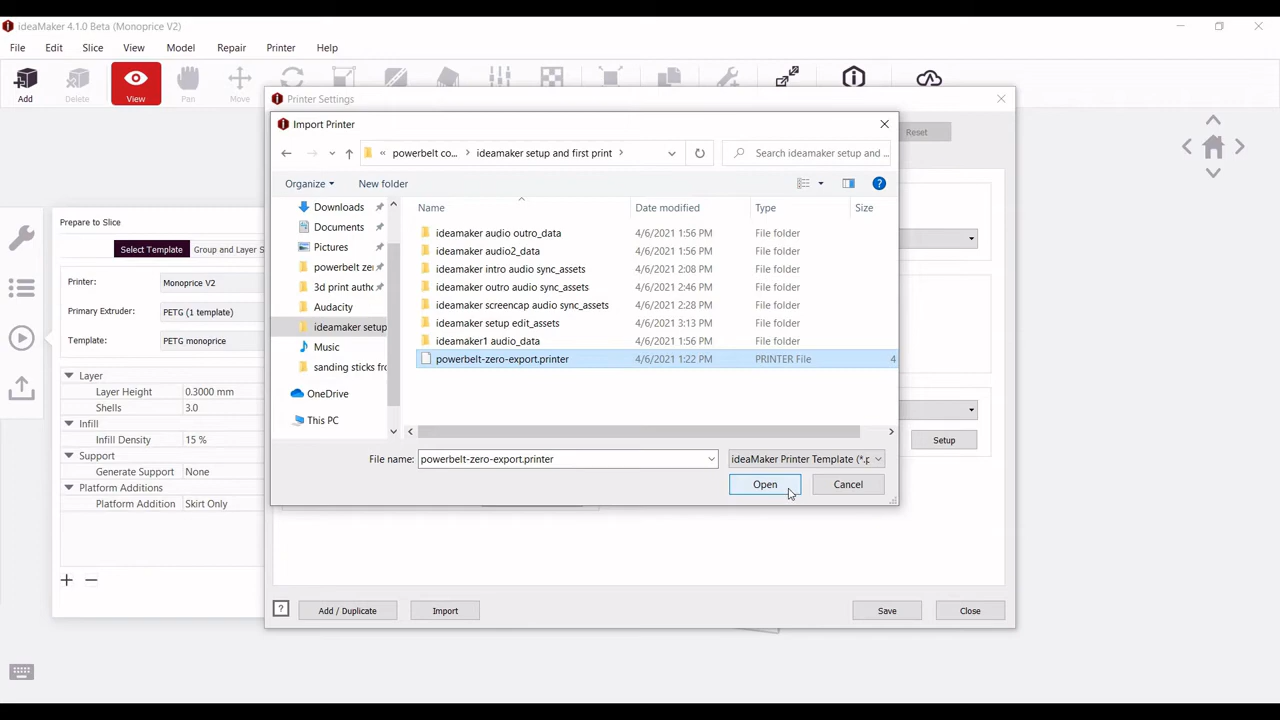 ideaMaker 4.1.0 Beta (Monoprice V2)
File Edit Slice View Model Repair Printer Help
Add Delete View Pan Move
Printer Settings
Reset
Import Printer
« powerbelt co... > ideamaker setup and first print >
Search ideamaker setup and ...
Organize New folder
Downloads
Documents
Pictures
powerbelt ze
3d print auth
Audacity
ideamaker setup
Music
sanding sticks fr
OneDrive
This PC
Name Date modified Type Size
ideamaker audio outro_data 4/6/2021 1:56 PM File folder
ideamaker audio2_data 4/6/2021 1:56 PM File folder
ideamaker intro audio sync_assets 4/6/2021 2:08 PM File folder
ideamaker outro audio sync_assets 4/6/2021 2:46 PM File folder
ideamaker screencap audio sync_assets 4/6/2021 2:28 PM File folder
ideamaker setup edit_assets 4/6/2021 3:13 PM File folder
ideamaker1 audio_data 4/6/2021 1:56 PM File folder
powerbelt-zero-export.printer 4/6/2021 1:22 PM PRINTER File 4
File name: powerbelt-zero-export.printer ideaMaker Printer Template (*.p
Open Cancel
Prepare to Slice
Select Template Group and Layer S
Printer: Monoprice V2
Primary Extruder: PETG (1 template)
Template: PETG monoprice
Layer
Layer Height 0.3000 mm
Shells 3.0
Infill
Infill Density 15 %
Support
Generate Support None
Platform Additions
Platform Addition Skirt Only
+ −
Setup
? Add / Duplicate Import Save Close